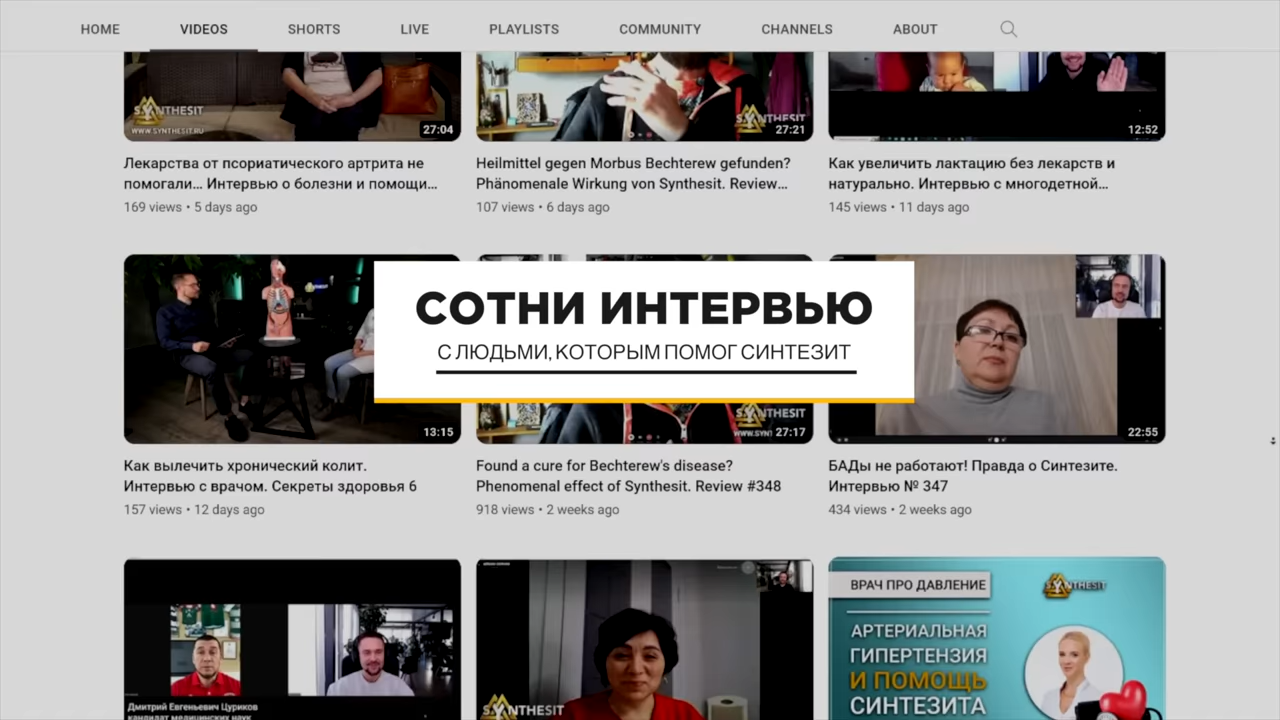 HOME VIDEOS SHORTS LIVE PLAYLISTS COMMUNITY CHANNELS ABOUT
SYNTHESIT
WWW.SYNTHESIT.RU
27:04
SYNTHESIT
27:21
12:52
Лекарства от псориатического артрита не
помогали... Интервью о болезни и помощи...
169 views • 5 days ago
Heilmittel gegen Morbus Bechterew gefunden?
Phänomenale Wirkung von Synthesit. Review...
107 views • 6 days ago
Как увеличить лактацию без лекарств и
натурально. Интервью с многодетной...
145 views • 11 days ago
СОТНИ ИНТЕРВЬЮ
С ЛЮДЬМИ, КОТОРЫМ ПОМОГ СИНТЕЗИТ
13:15
SYNTHESIT
27:17
22:55
Как вылечить хронический колит.
Интервью с врачом. Секреты здоровья 6
157 views • 12 days ago
Found a cure for Bechterew's disease?
Phenomenal effect of Synthesit. Review #348
918 views • 2 weeks ago
БАДы не работают! Правда о Синтезите.
Интервью № 347
434 views • 2 weeks ago
Дмитрий Евгеньевич Цуриков
кандидат медицинских наук
SYNTHESIT
ВРАЧ ПРО ДАВЛЕНИЕ
SYNTHESIT
АРТЕРИАЛЬНАЯ
ГИПЕРТЕНЗИЯ
И ПОМОЩЬ
СИНТЕЗИТА